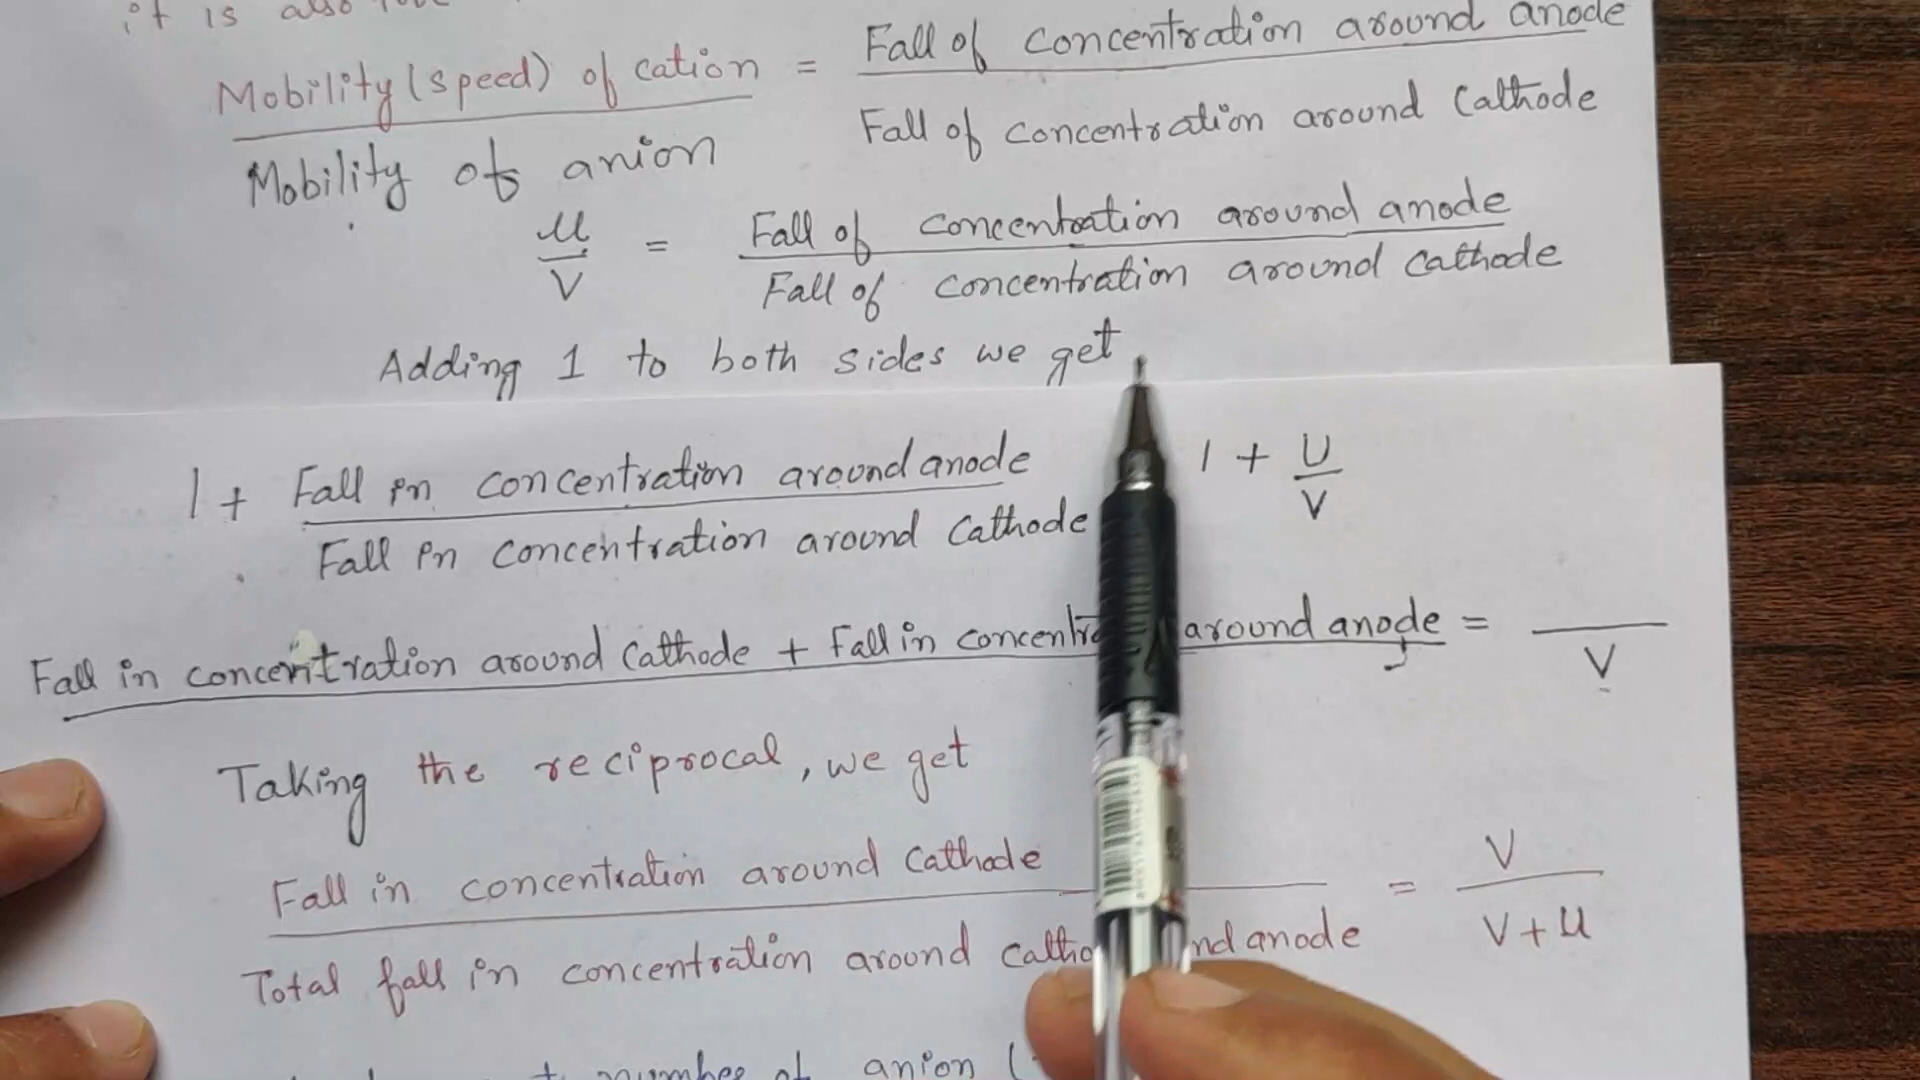 it is also
Mobility (speed) of cation = Fall of concentration around anode
Mobility of anion Fall of concentration around Cathode
u/v = Fall of concentration around anode
Fall of concentration around cathode
Adding 1 to both sides we get
1 + Fall in concentration around anode 1 + U/V
Fall in concentration around Cathode
Fall in concentration around Cathode + Fall in around anode =
V
Taking the reciprocal, we get
Fall in concentration around Cathode = V
Total fall in concentration around anode V + U
number of anion (